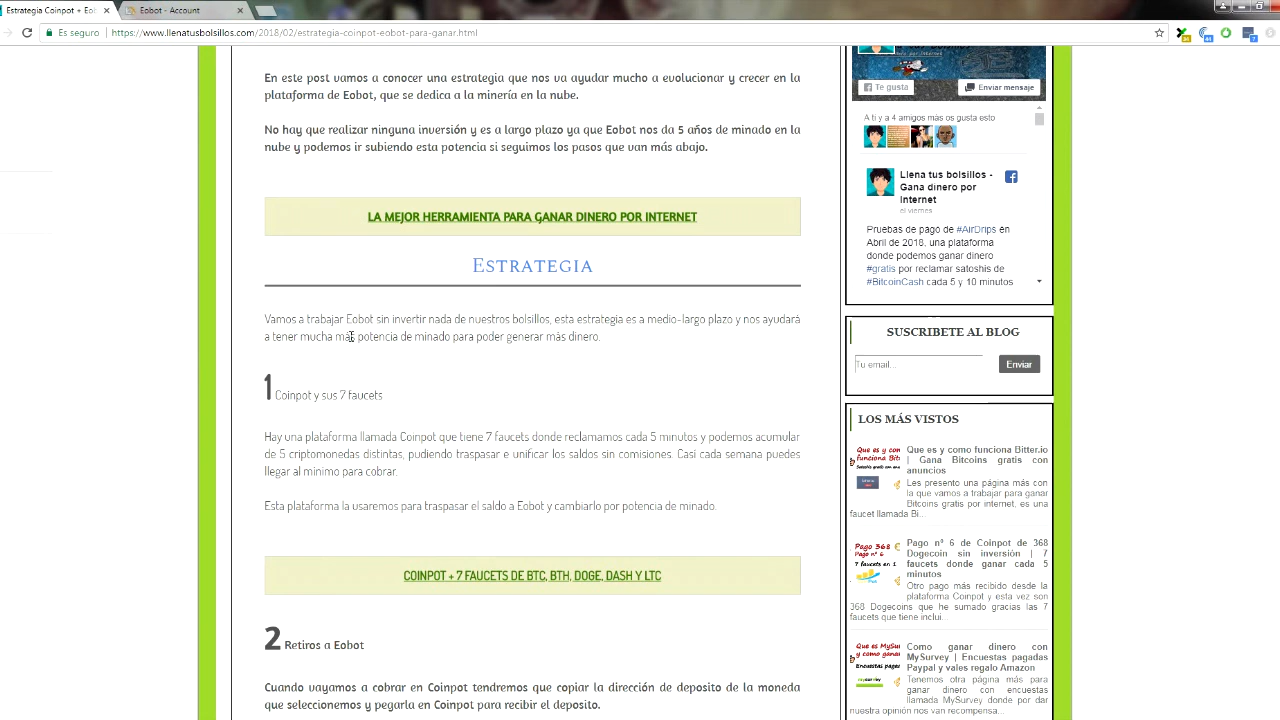 Estrategia Coinpot + Eo
Eobot - Account
Es seguro
https://www.llenatusbolsillos.com/2018/02/estrategia-coinpot-eobot-para-ganar.html
En este post vamos a conocer una estrategia que nos va ayudar mucho a evolucionar y crecer en la
plataforma de Eobot, que se dedica a la minería en la nube.
No hay que realizar ninguna inversión y es a largo plazo ya que Eobot nos da 5 años de minado en la
nube y podemos ir subiendo esta potencia si seguimos los pasos que van más abajo.
LA MEJOR HERRAMIENTA PARA GANAR DINERO POR INTERNET
Estrategia
Vamos a trabajar Eobot sin invertir nada de nuestros bolsillos, esta estrategia es a medio-largo plazo y nos ayudará
a tener mucha más potencia de minado para poder generar más dinero.
1 Coinpot y sus 7 faucets
Hay una plataforma llamada Coinpot que tiene 7 faucets donde reclamamos cada 5 minutos y podemos acumular
de 5 criptomonedas distintas, pudiendo traspasar e unificar los saldos sin comisiones. Casi cada semana puedes
llegar al mínimo para cobrar.
Esta plataforma la usaremos para traspasar el saldo a Eobot y cambiarlo por potencia de minado.
COINPOT + 7 FAUCETS DE BTC, BTH, DOGE, DASH Y LTC
2 Retiros a Eobot
Cuando vayamos a cobrar en Coinpot tendremos que copiar la dirección de deposito de la moneda
y pegarla en Coinpot para recibir el deposito.
Te gusta
Enviar mensaje
A ti y a 4 amigos más os gusta esto
Llena tus bolsillos -
Gana dinero por
Internet
el viernes
Pruebas de pago de #AirDrips en
Abril de 2018, una plataforma
donde podemos ganar dinero
#gratis por reclamar satoshis de
#BitcoinCash cada 5 y 10 minutos
SUSCRIBETE AL BLOG
Tu email...
Enviar
LOS MÁS VISTOS
Que es y como funciona Bitter.io
| Gana Bitcoins gratis con
anuncios
Les presento una página más con
la que vamos a trabajar para ganar
Bitcoins gratis por internet, es una
faucet llamada Bi...
Pago nº 6 de Coinpot de 368
Dogecoin sin inversión | 7
faucets donde ganar cada 5
minutos
Otro pago más recibido desde la
plataforma Coinpot y esta vez son
368 Dogecoins que he sumado gracias las 7
faucets que tiene inclui...
Como ganar dinero con
MySurvey | Encuestas pagadas
Paypal y vales regalo Amazon
Tenemos otra página más para
ganar dinero con encuestas
llamada MySurvey donde por dar
nuestra opinión nos van recompensa...